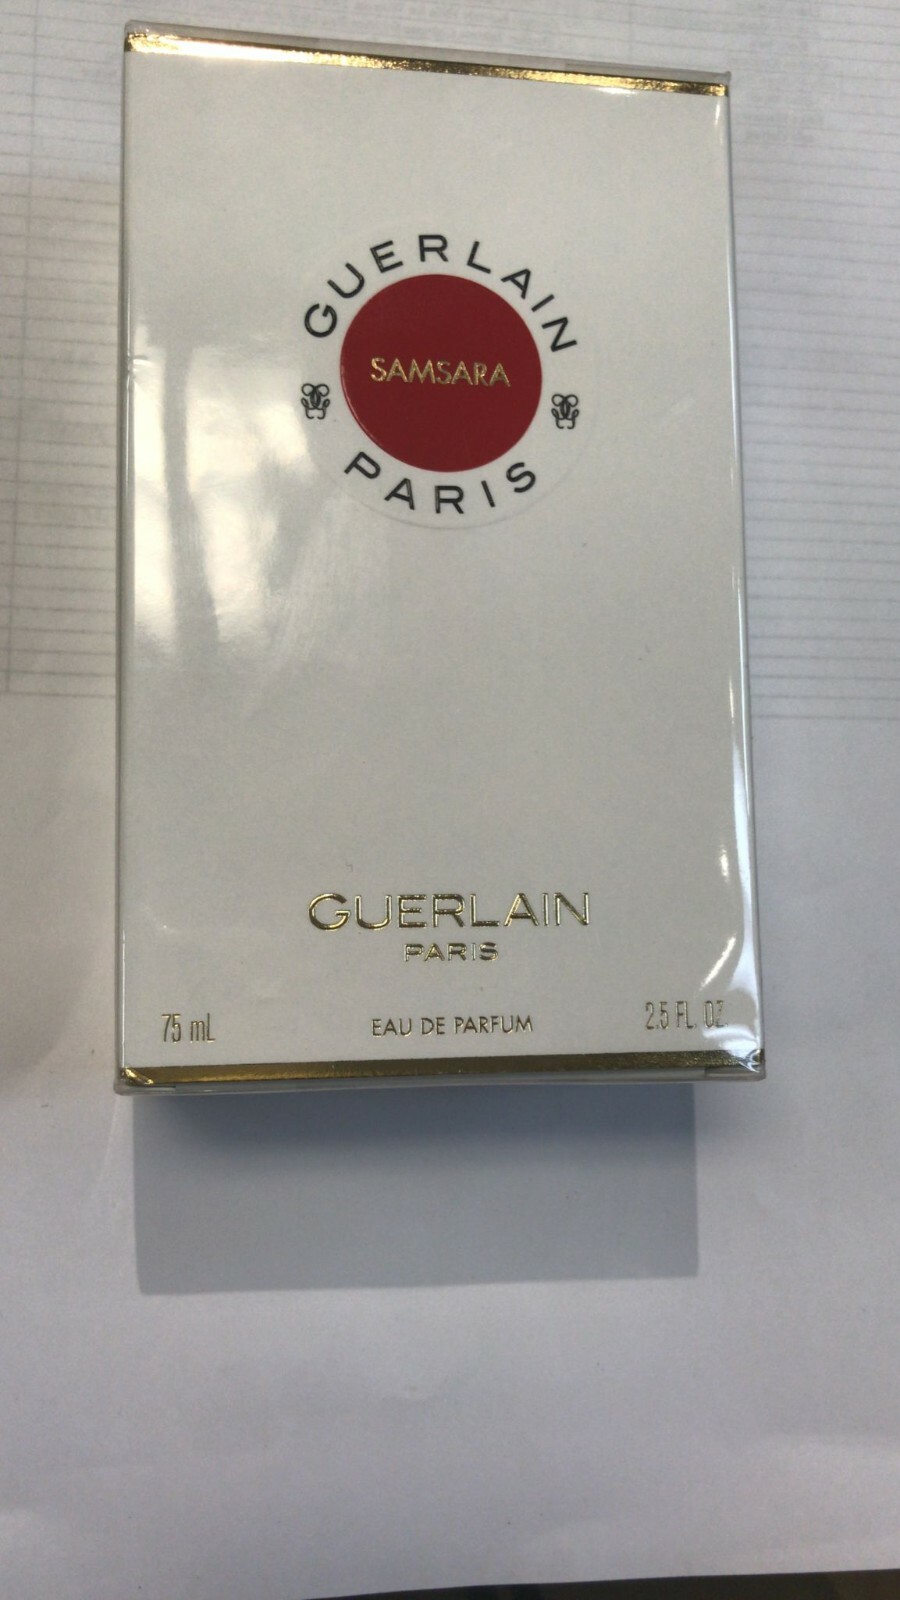 GUERLAIN
SAMSARA
PARIS
GUERLAIN
PARIS
75 mL EAU DE PARFUM 2.5 FL. OZ.